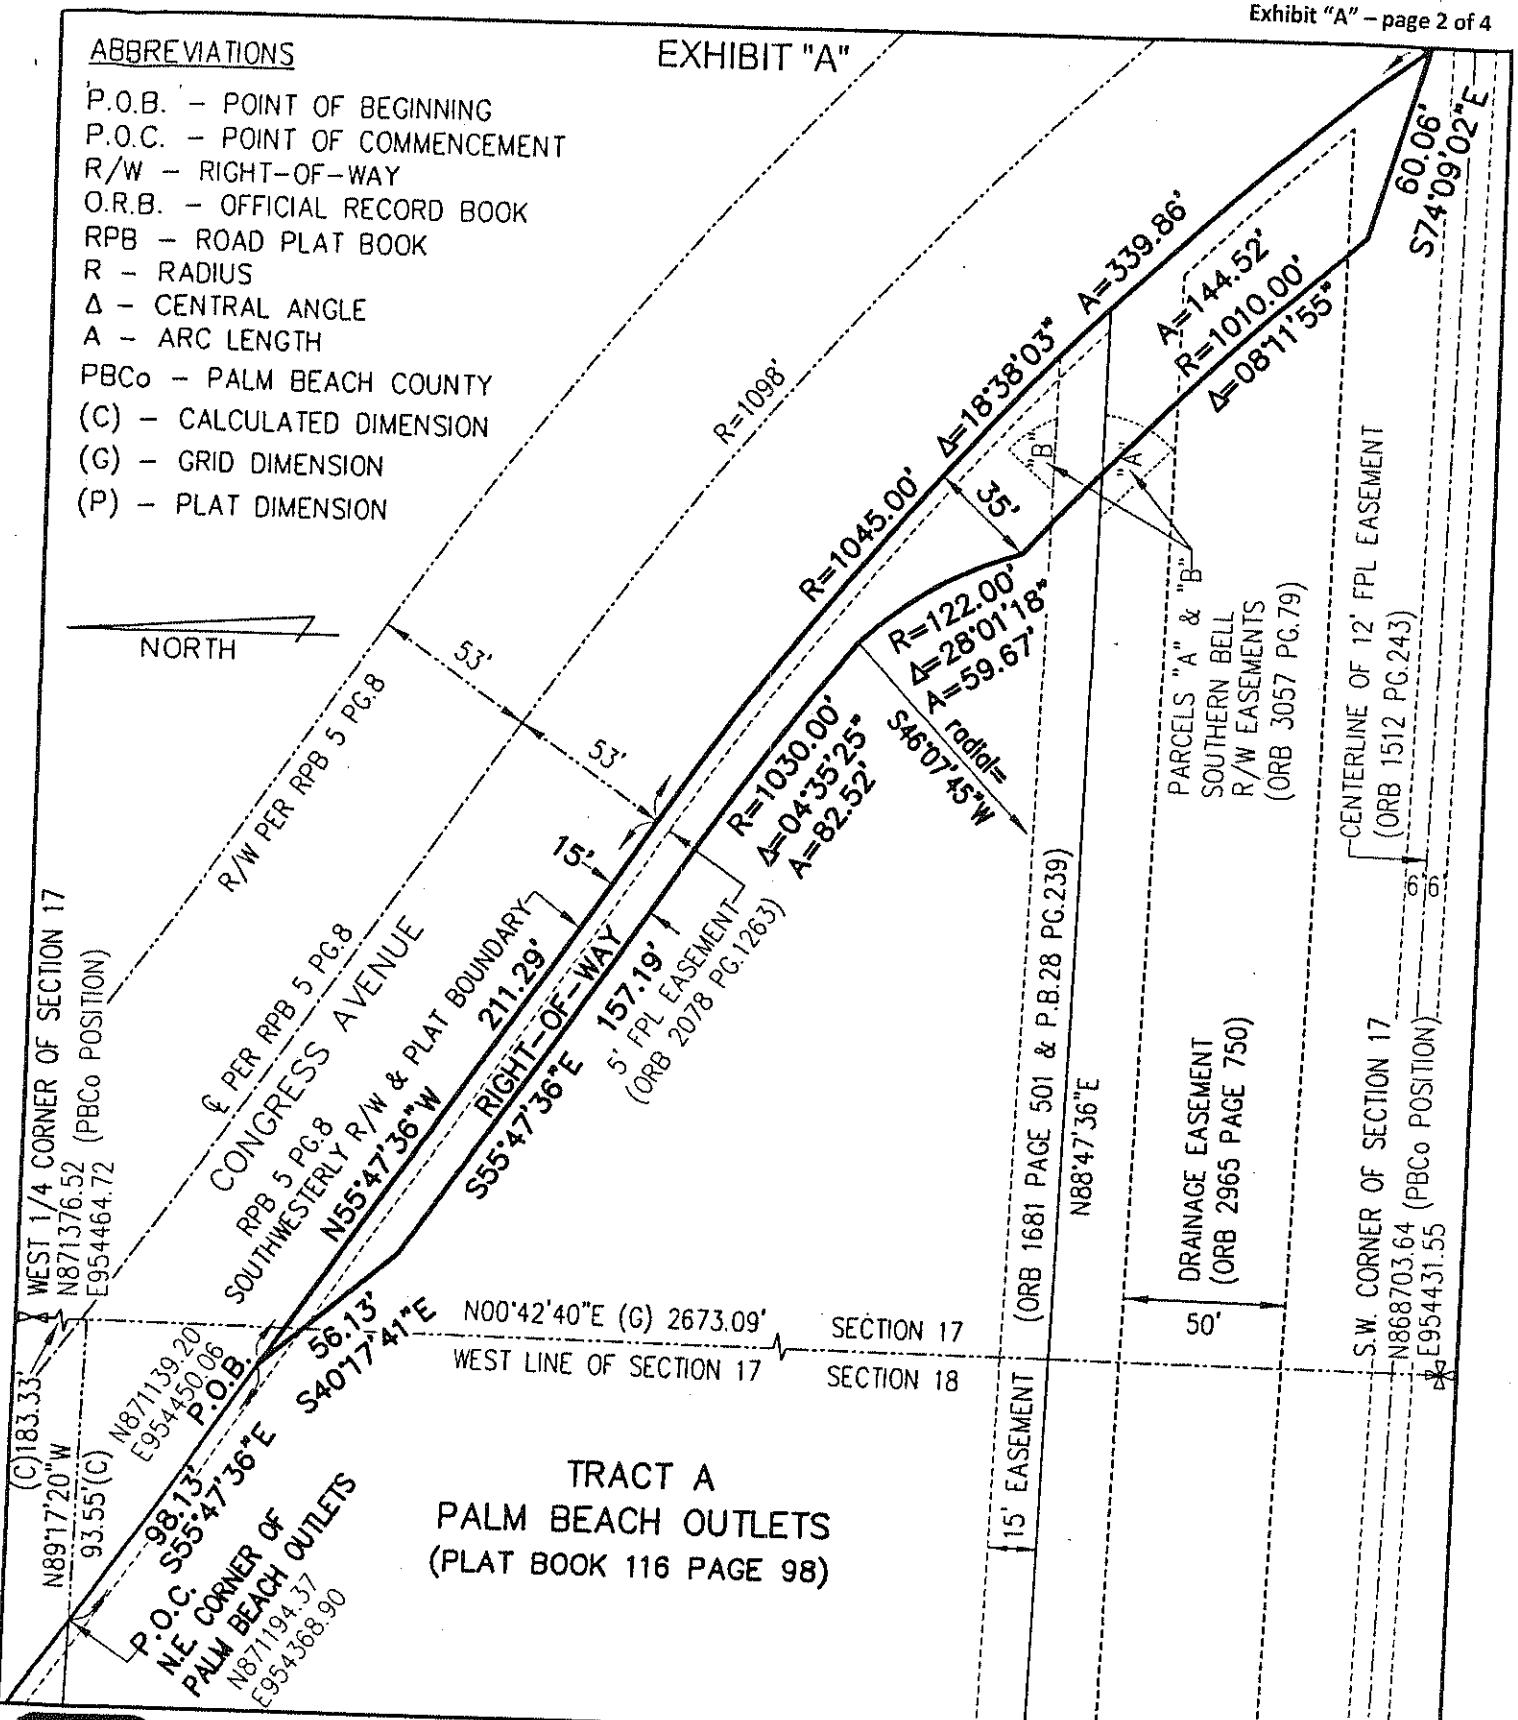 Exhibit "A" – page 2 of 4
EXHIBIT "A"
ABBREVIATIONS
P.O.B. – POINT OF BEGINNING
P.O.C. – POINT OF COMMENCEMENT
R/W – RIGHT-OF-WAY
O.R.B. – OFFICIAL RECORD BOOK
RPB – ROAD PLAT BOOK
R – RADIUS
Δ – CENTRAL ANGLE
A – ARC LENGTH
PBCo – PALM BEACH COUNTY
(C) – CALCULATED DIMENSION
(G) – GRID DIMENSION
(P) – PLAT DIMENSION
NORTH
60.06'
S74°09'02"E
R=1098'
R=1045.00'
Δ=18°38'03"
A=339.86'
A=144.52'
R=1010.00'
Δ=08°11'55"
"B"
"A"
35'
R=122.00'
Δ=28°01'18"
A=59.67'
radial=
S46°07'45"W
R=1030.00'
Δ=04°35'25"
A=82.52'
53'
53'
15'
PARCELS "A" & "B"
SOUTHERN BELL
R/W EASEMENTS
(ORB 3057 PG.79)
CENTERLINE OF 12' FPL EASEMENT
(ORB 1512 PG.243)
6' 6'
R/W PER RPB 5 PG.8
℄ PER RPB 5 PG.8
CONGRESS AVENUE
RPB 5 PG.8
SOUTHWESTERLY R/W & PLAT BOUNDARY
N55°47'36"W
211.29'
RIGHT-OF-WAY
S55°47'36"E
157.19'
5' FPL EASEMENT
(ORB 2078 PG.1263)
WEST 1/4 CORNER OF SECTION 17
N871376.52
E954464.72
(PBCo POSITION)
(ORB 1681 PAGE 501 & P.B.28 PG.239)
N88°47'36"E
DRAINAGE EASEMENT
(ORB 2965 PAGE 750)
50'
S.W. CORNER OF SECTION 17
N868703.64
E954431.55
(PBCo POSITION)
N00°42'40"E (G) 2673.09'
WEST LINE OF SECTION 17
SECTION 17
SECTION 18
56.13'
S40°17'41"E
P.O.B.
N871139.20
E954450.06
(C)183.33'
N89°17'20"W
93.55'(C)
98.13'
S55°47'36"E
P.O.C.
N.E. CORNER OF
PALM BEACH OUTLETS
N871194.37
E954368.90
TRACT A
PALM BEACH OUTLETS
(PLAT BOOK 116 PAGE 98)
15' EASEMENT